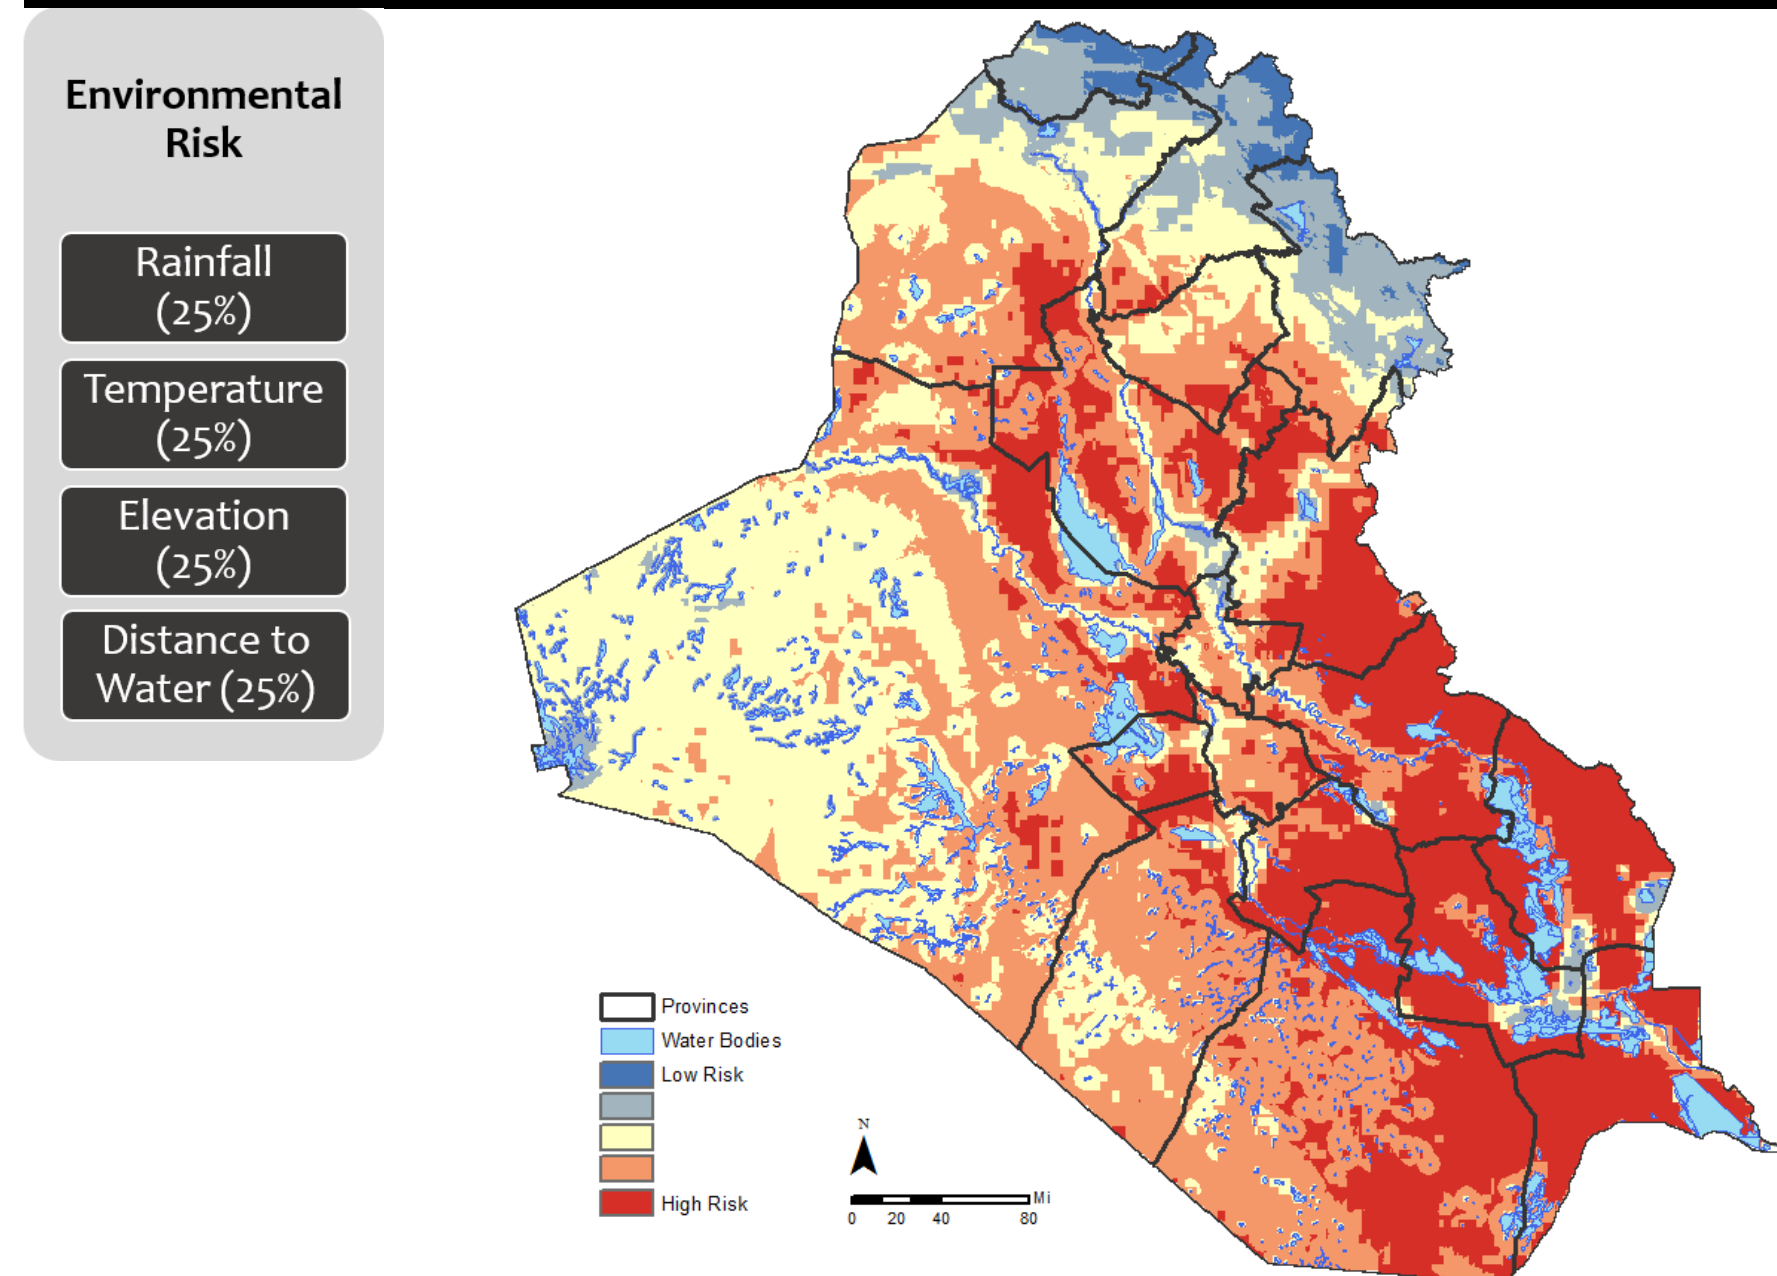 Environmental
Risk
Rainfall
(25%)
Temperature
(25%)
Elevation
(25%)
Distance to
Water (25%)
Provinces
Water Bodies
Low Risk
High Risk
N
Mi
0 20 40 80